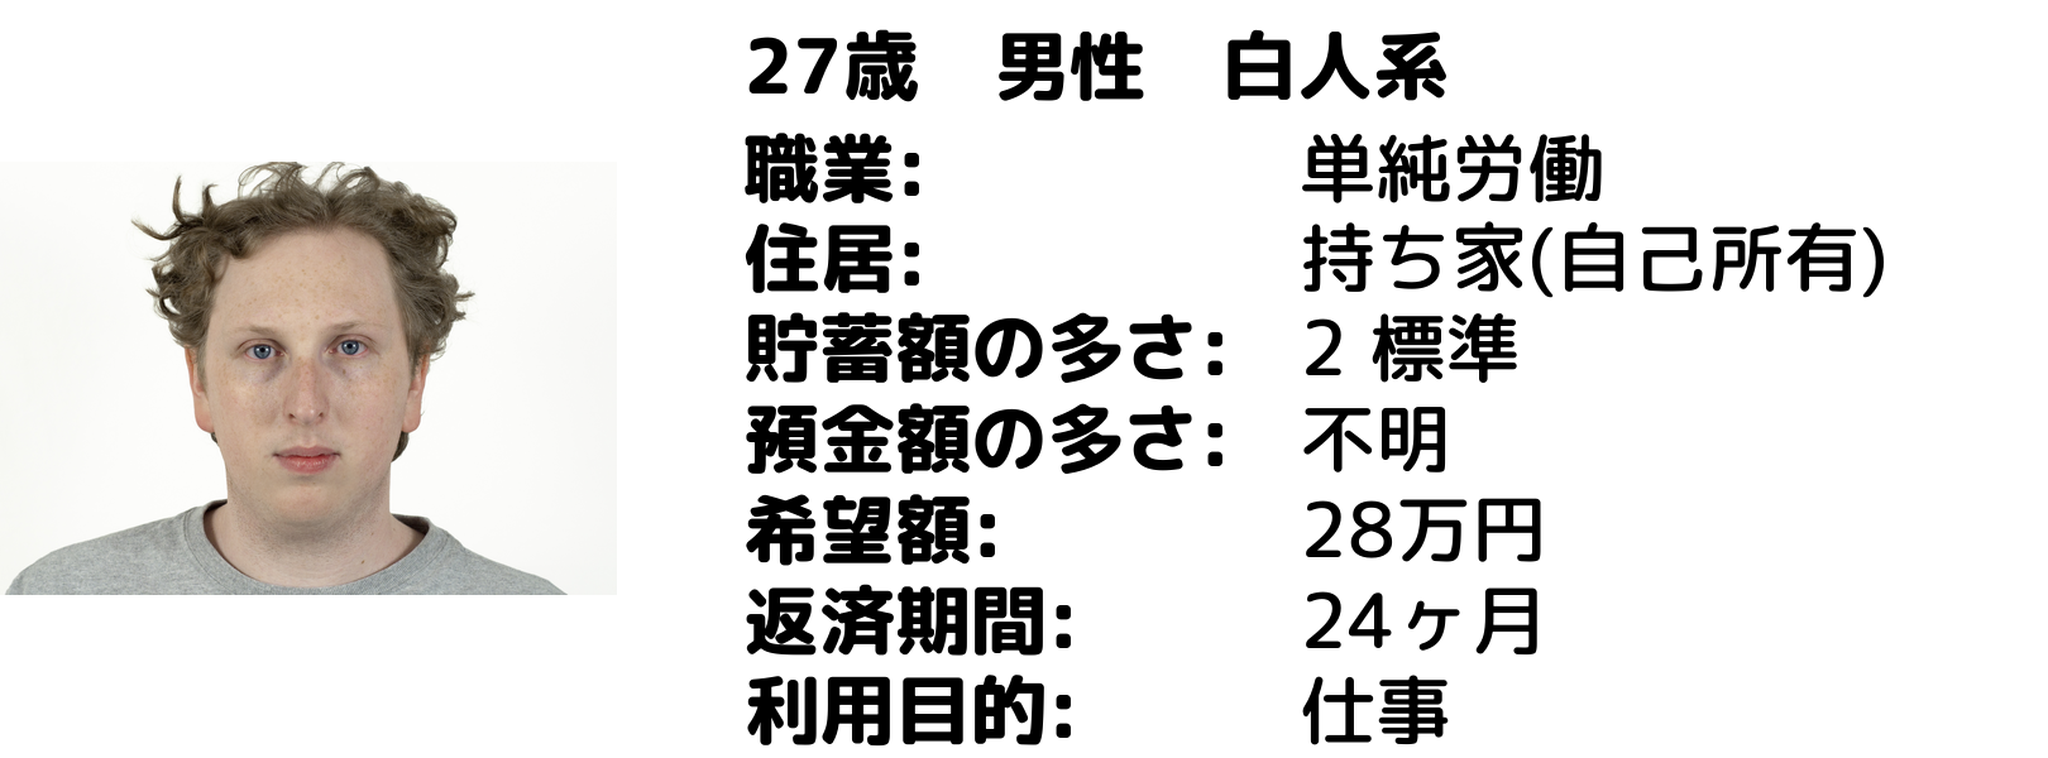 27歳　男性　白人系
職業: 単純労働
住居: 持ち家(自己所有)
貯蓄額の多さ: 2 標準
預金額の多さ: 不明
希望額: 28万円
返済期間: 24ヶ月
利用目的: 仕事